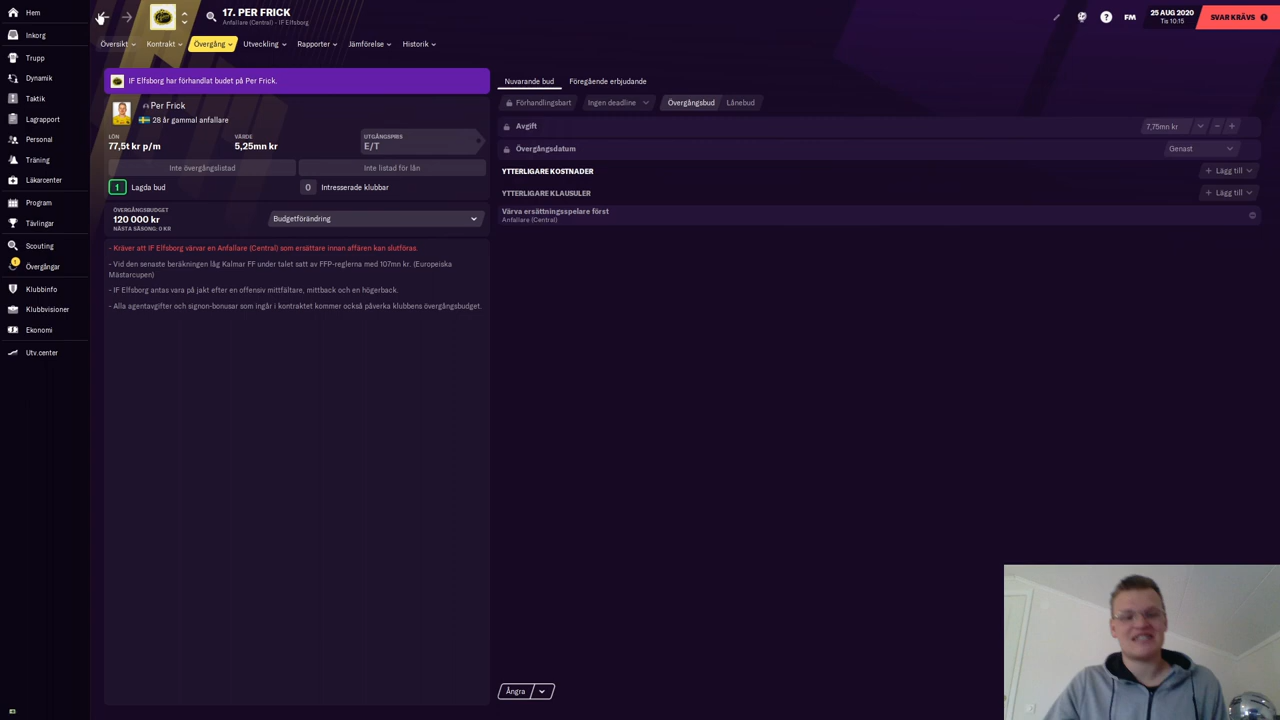 Hem
Inkorg
Trupp
Dynamik
Taktik
Lagrapport
Personal
Träning
Läkarcenter
Program
Tävlingar
Scouting
1
Övergångar
Klubbinfo
Klubbvisioner
Ekonomi
Utv.center
17. PER FRICK
Anfallare (Central) - IF Elfsborg
FM
25 AUG 2020
Tis 10:15
SVAR KRÄVS
Översikt
Kontrakt
Övergång
Utveckling
Rapporter
Jämförelse
Historik
IF Elfsborg har förhandlat budet på Per Frick.
Per Frick
28 år gammal anfallare
LÖN
77,5t kr p/m
VÄRDE
5,25mn kr
UTGÅNGSPRIS
E/T
Inte övergångslistad
Inte listad för lån
1 Lagda bud
0 Intresserade klubbar
ÖVERGÅNGSBUDGET
120 000 kr
NÄSTA SÄSONG: 0 KR
Budgetförändring
- Kräver att IF Elfsborg värvar en Anfallare (Central) som ersättare innan affären kan slutföras.
- Vid den senaste beräkningen låg Kalmar FF under talet satt av FFP-reglerna med 107mn kr. (Europeiska
Mästarcupen)
- IF Elfsborg antas vara på jakt efter en offensiv mittfältare, mittback och en högerback.
- Alla agentavgifter och signon-bonusar som ingår i kontraktet kommer också påverka klubbens övergångsbudget.
Nuvarande bud
Föregående erbjudande
Förhandlingsbart
Ingen deadline
Övergångsbud
Lånebud
Avgift
7,75mn kr
Övergångsdatum
Genast
YTTERLIGARE KOSTNADER
+ Lägg till
YTTERLIGARE KLAUSULER
+ Lägg till
Värva ersättningsspelare först
Anfallare (Central)
Ångra